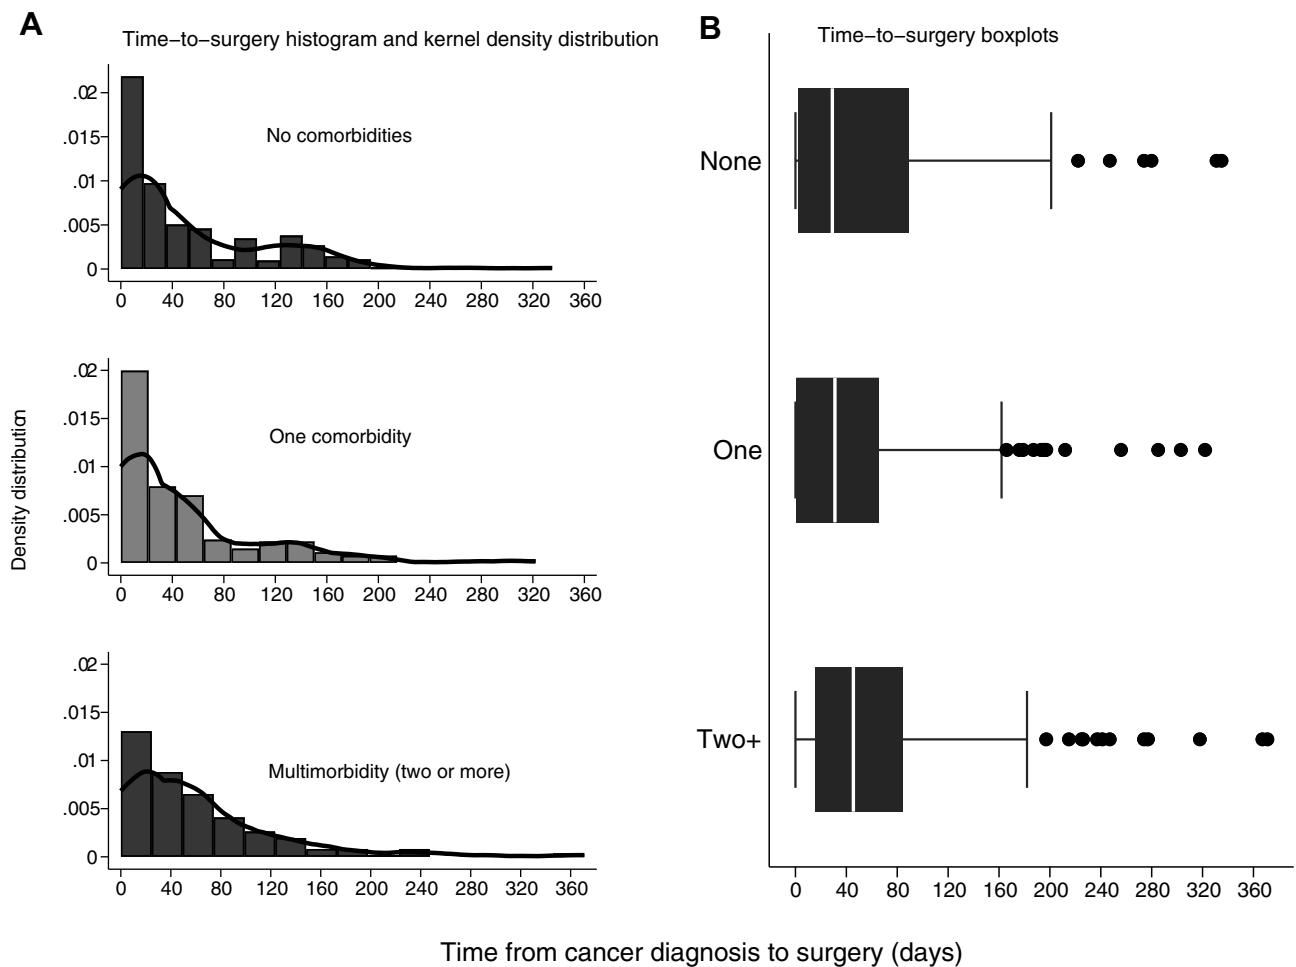 A
Time-to-surgery histogram and kernel density distribution
.02
.015
.01
.005
0
No comorbidities
0 40 80 120 160 200 240 280 320 360
.02
.015
.01
.005
0
One comorbidity
0 40 80 120 160 200 240 280 320 360
.02
.015
.01
.005
0
Multimorbidity (two or more)
0 40 80 120 160 200 240 280 320 360
Density distribution
B
Time-to-surgery boxplots
None
One
Two+
0 40 80 120 160 200 240 280 320 360
Time from cancer diagnosis to surgery (days)